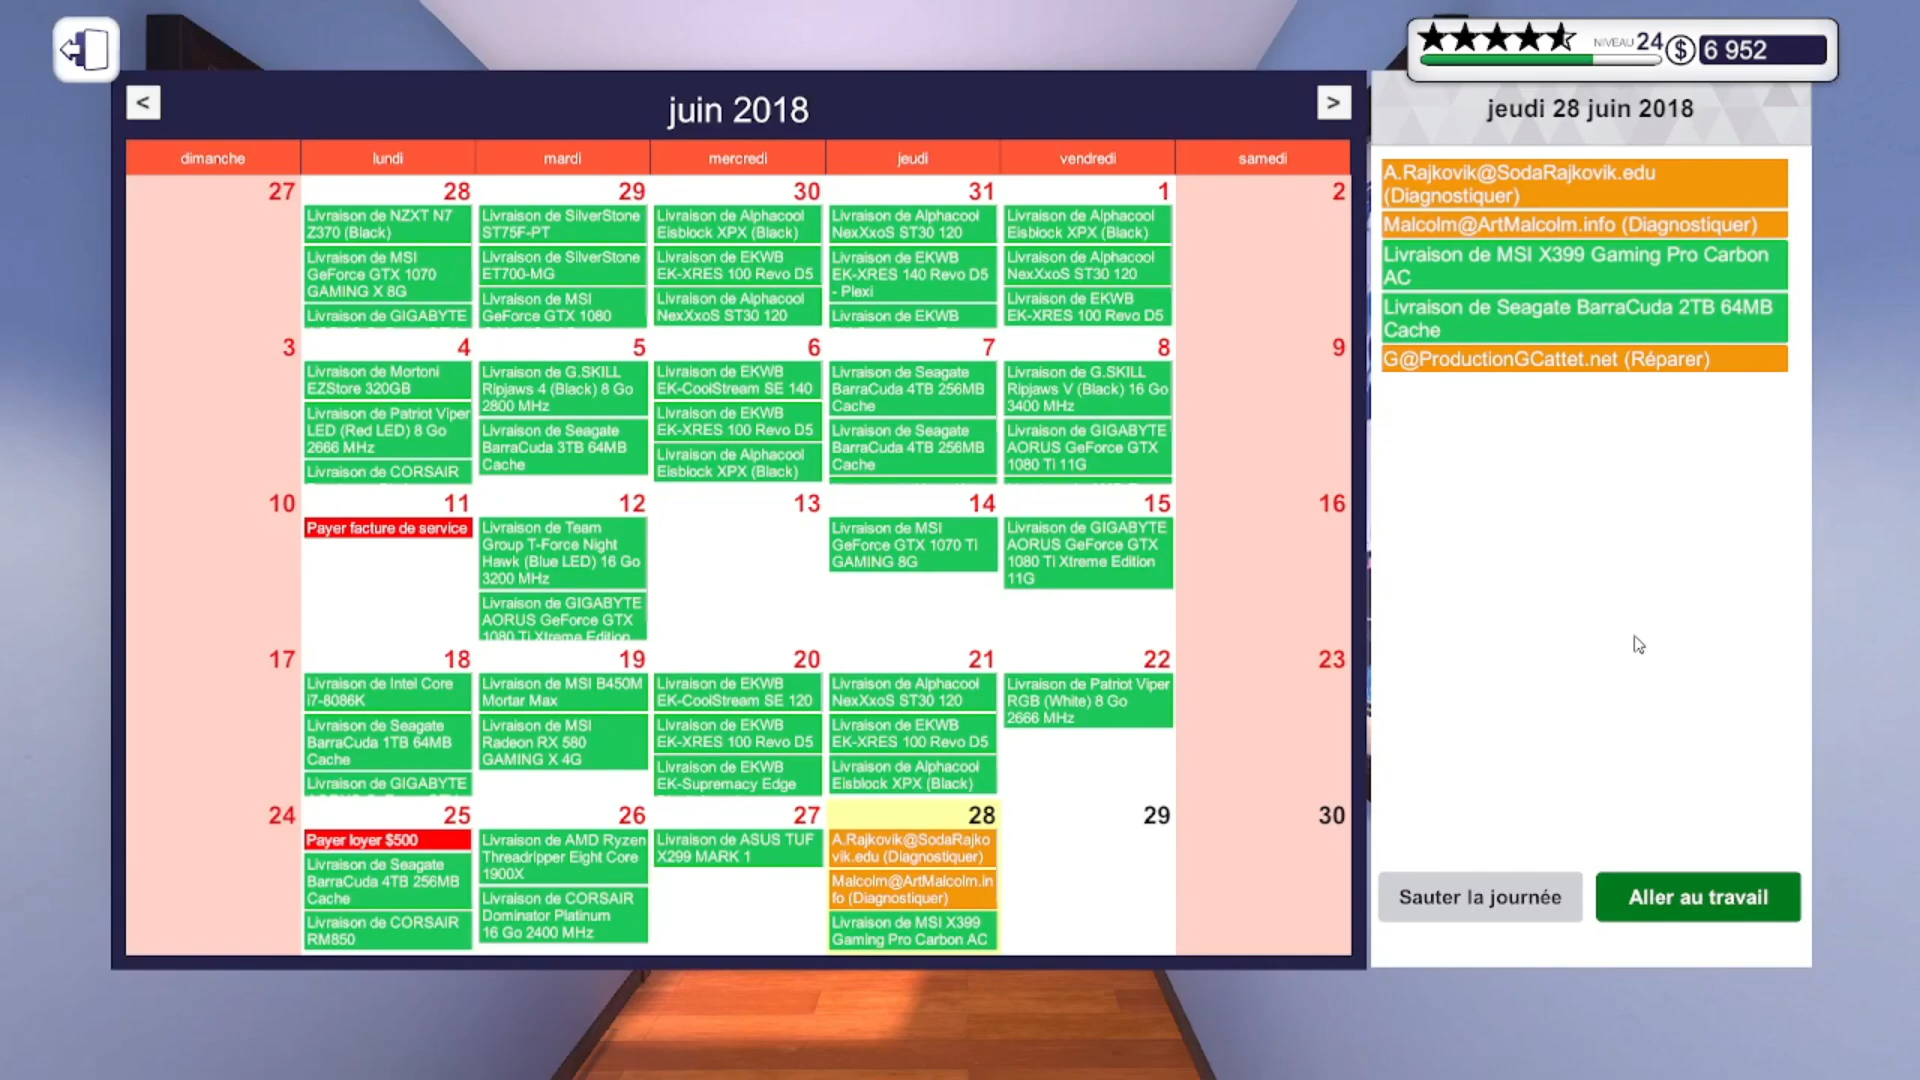 NIVEAU 24 $ 6 952
< juin 2018 >
dimanche lundi mardi mercredi jeudi vendredi samedi
27
28
Livraison de NZXT N7
Z370 (Black)
Livraison de MSI
GeForce GTX 1070
GAMING X 8G
Livraison de GIGABYTE
29
Livraison de SilverStone
ST75F-PT
Livraison de SilverStone
ET700-MG
Livraison de MSI
GeForce GTX 1080
30
Livraison de Alphacool
Eisblock XPX (Black)
Livraison de EKWB
EK-XRES 100 Revo D5
Livraison de Alphacool
NexXxoS ST30 120
31
Livraison de Alphacool
NexXxoS ST30 120
Livraison de EKWB
EK-XRES 140 Revo D5
- Plexi
Livraison de EKWB
1
Livraison de Alphacool
Eisblock XPX (Black)
Livraison de Alphacool
NexXxoS ST30 120
Livraison de EKWB
EK-XRES 100 Revo D5
2
3
4
Livraison de Mortoni
EZStore 320GB
Livraison de Patriot Viper
LED (Red LED) 8 Go
2666 MHz
Livraison de CORSAIR
5
Livraison de G.SKILL
Ripjaws 4 (Black) 8 Go
2800 MHz
Livraison de Seagate
BarraCuda 3TB 64MB
Cache
6
Livraison de EKWB
EK-CoolStream SE 140
Livraison de EKWB
EK-XRES 100 Revo D5
Livraison de Alphacool
Eisblock XPX (Black)
7
Livraison de Seagate
BarraCuda 4TB 256MB
Cache
Livraison de Seagate
BarraCuda 4TB 256MB
Cache
8
Livraison de G.SKILL
Ripjaws V (Black) 16 Go
3400 MHz
Livraison de GIGABYTE
AORUS GeForce GTX
1080 Ti 11G
9
10
11
Payer facture de service
12
Livraison de Team
Group T-Force Night
Hawk (Blue LED) 16 Go
3200 MHz
Livraison de GIGABYTE
AORUS GeForce GTX
1080 Ti Xtreme Edition
13
14
Livraison de MSI
GeForce GTX 1070 Ti
GAMING 8G
15
Livraison de GIGABYTE
AORUS GeForce GTX
1080 Ti Xtreme Edition
11G
16
17
18
Livraison de Intel Core
i7-8086K
Livraison de Seagate
BarraCuda 1TB 64MB
Cache
Livraison de GIGABYTE
19
Livraison de MSI B450M
Mortar Max
Livraison de MSI
Radeon RX 580
GAMING X 4G
20
Livraison de EKWB
EK-CoolStream SE 120
Livraison de EKWB
EK-XRES 100 Revo D5
Livraison de EKWB
EK-Supremacy Edge
21
Livraison de Alphacool
NexXxoS ST30 120
Livraison de EKWB
EK-XRES 100 Revo D5
Livraison de Alphacool
Eisblock XPX (Black)
22
Livraison de Patriot Viper
RGB (White) 8 Go
2666 MHz
23
24
25
Payer loyer $500
Livraison de Seagate
BarraCuda 4TB 256MB
Cache
Livraison de CORSAIR
RM850
26
Livraison de AMD Ryzen
Threadripper Eight Core
1900X
Livraison de CORSAIR
Dominator Platinum
16 Go 2400 MHz
27
Livraison de ASUS TUF
X299 MARK 1
28
A.Rajkovik@SodaRajko
vik.edu (Diagnostiquer)
Malcolm@ArtMalcolm.in
fo (Diagnostiquer)
Livraison de MSI X399
Gaming Pro Carbon AC
29
30
jeudi 28 juin 2018
A.Rajkovik@SodaRajkovik.edu
(Diagnostiquer)
Malcolm@ArtMalcolm.info (Diagnostiquer)
Livraison de MSI X399 Gaming Pro Carbon
AC
Livraison de Seagate BarraCuda 2TB 64MB
Cache
G@ProductionGCattet.net (Réparer)
Sauter la journée
Aller au travail